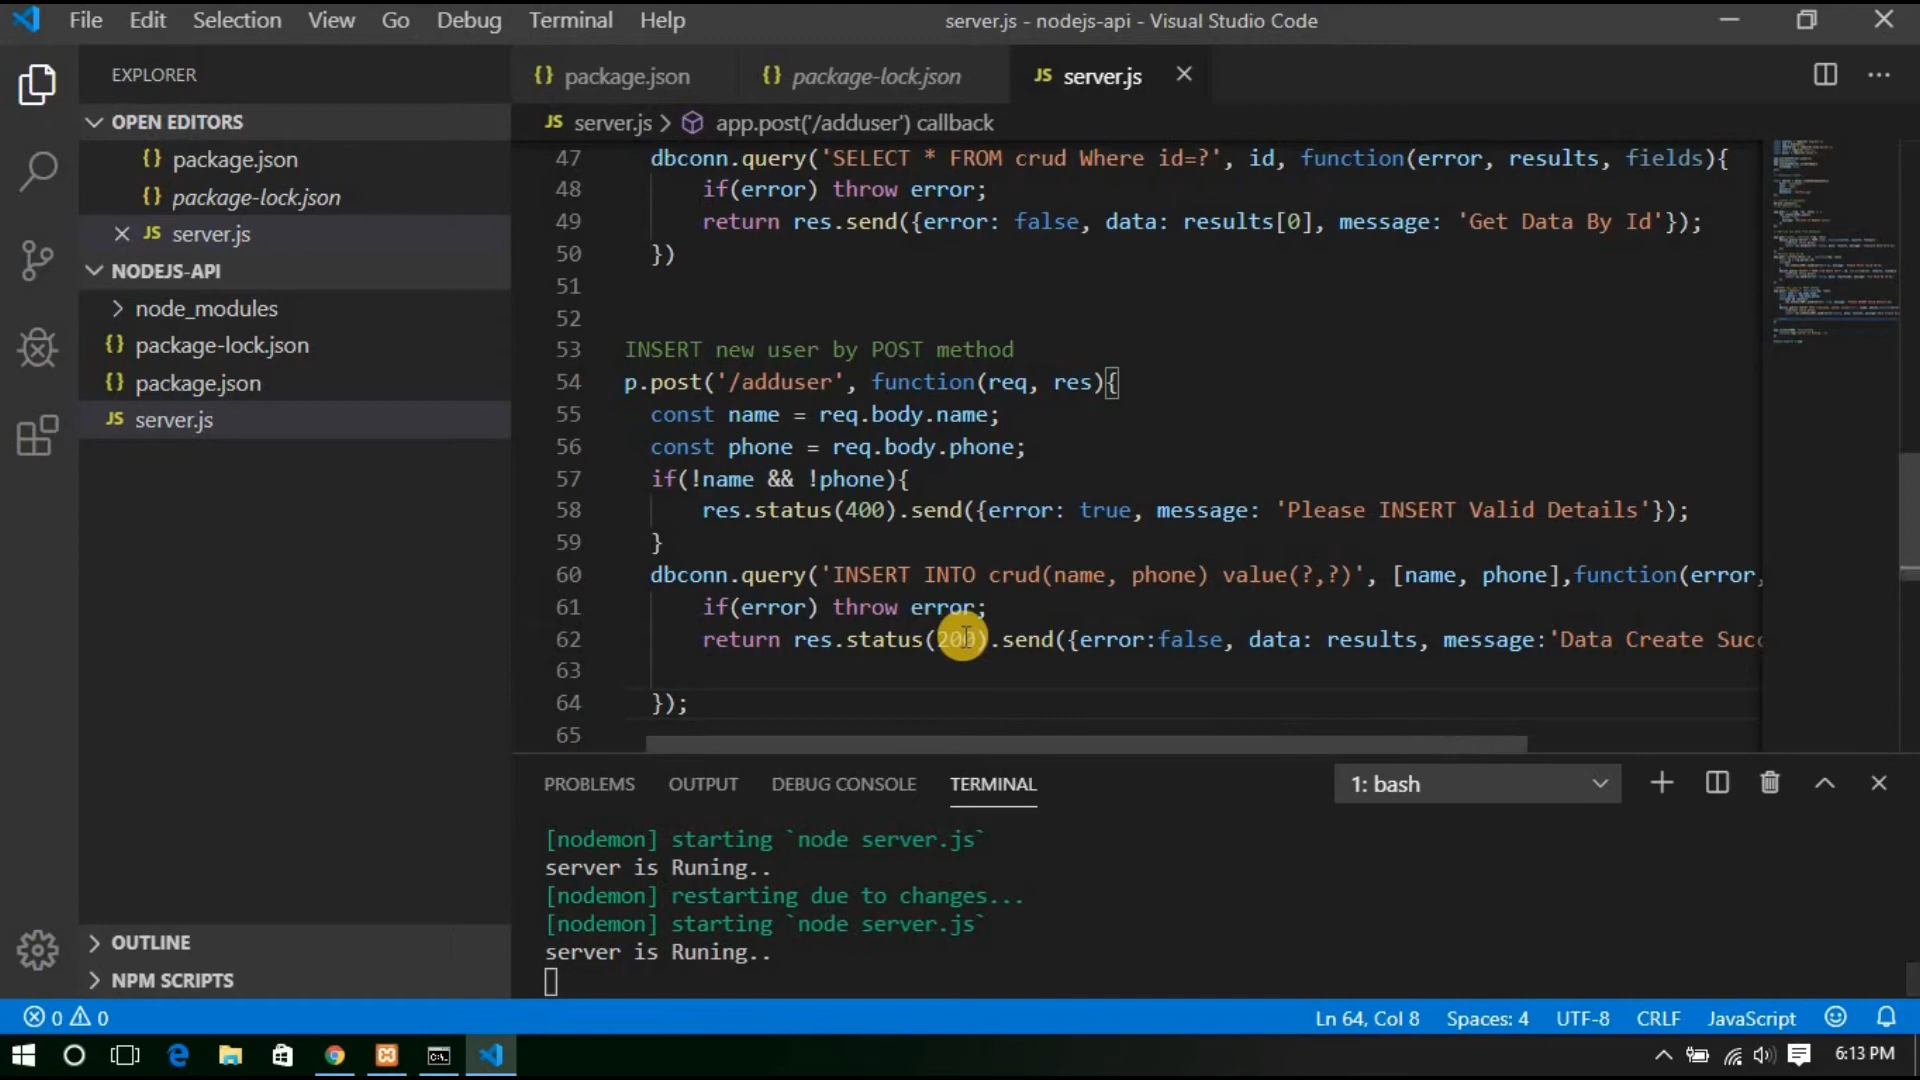 File Edit Selection View Go Debug Terminal Help
server.js - nodejs-api - Visual Studio Code
EXPLORER
OPEN EDITORS
{} package.json
{} package-lock.json
JS server.js
NODEJS-API
node_modules
{} package-lock.json
{} package.json
JS server.js
OUTLINE
NPM SCRIPTS
{} package.json
{} package-lock.json
JS server.js
JS server.js > app.post('/adduser') callback
47 dbconn.query('SELECT * FROM crud Where id=?', id, function(error, results, fields){
48 if(error) throw error;
49 return res.send({error: false, data: results[0], message: 'Get Data By Id'});
50 })
51
52
53 INSERT new user by POST method
54 p.post('/adduser', function(req, res){
55 const name = req.body.name;
56 const phone = req.body.phone;
57 if(!name && !phone){
58 res.status(400).send({error: true, message: 'Please INSERT Valid Details'});
59 }
60 dbconn.query('INSERT INTO crud(name, phone) value(?,?)', [name, phone],function(error,
61 if(error) throw error;
62 return res.status(200).send({error:false, data: results, message:'Data Create Suc
63
64 });
65
PROBLEMS OUTPUT DEBUG CONSOLE TERMINAL
1: bash
[nodemon] starting `node server.js`
server is Runing..
[nodemon] restarting due to changes...
[nodemon] starting `node server.js`
server is Runing..
0 0
Ln 64, Col 8 Spaces: 4 UTF-8 CRLF JavaScript
6:13 PM